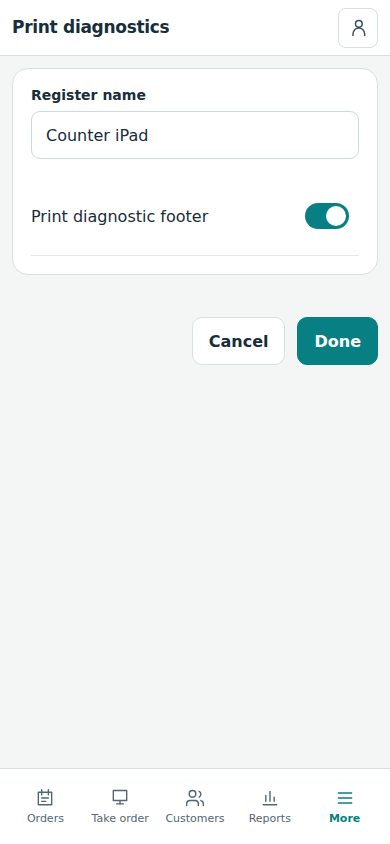 Print diagnostics
Register name
Counter iPad
Print diagnostic footer
Cancel
Done
Orders
Take order
Customers
Reports
More